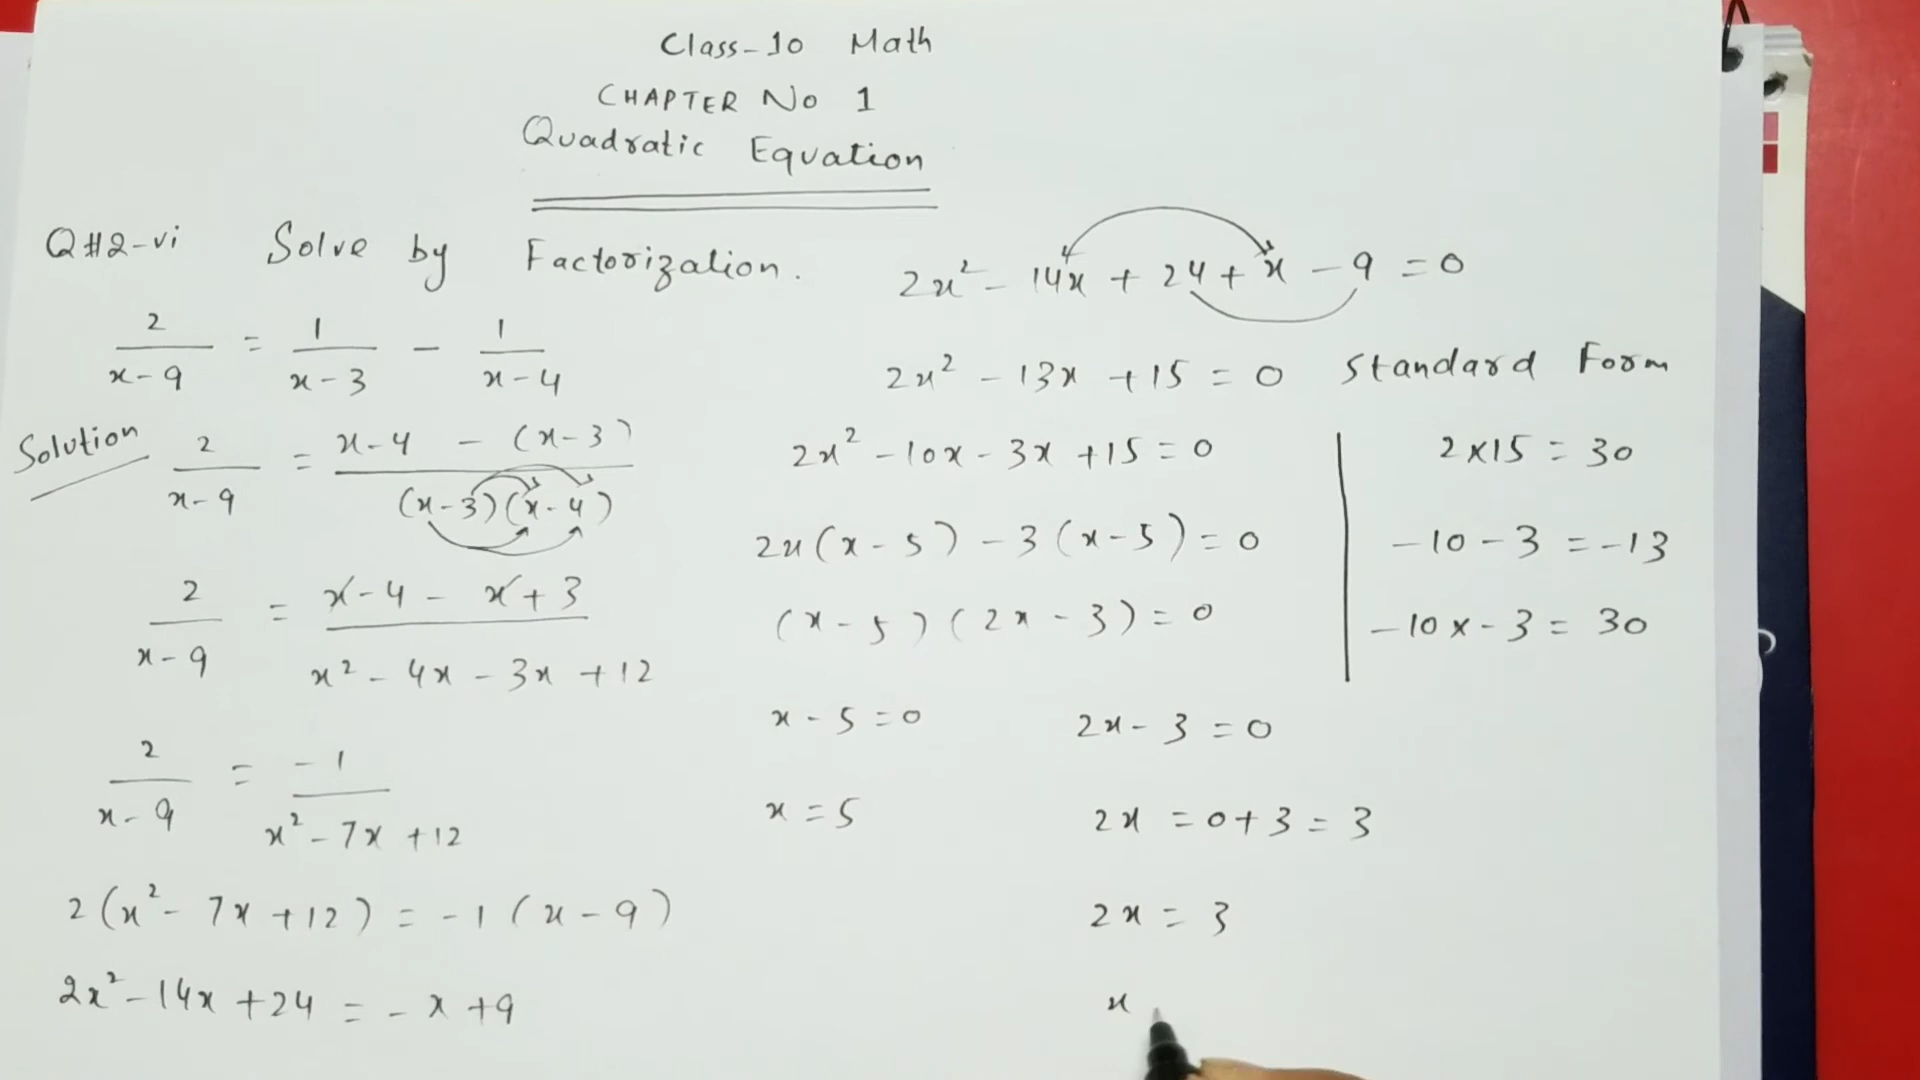 Class-10 Math
CHAPTER No 1
Quadratic Equation
Q#2-vi Solve by Factorization.
2/(x-9) = 1/(x-3) - 1/(x-4)
Solution
2/(x-9) = (x-4 - (x-3))/((x-3)(x-4))
2/(x-9) = (x-4 - x+3)/(x² - 4x - 3x + 12)
2/(x-9) = -1/(x² - 7x + 12)
2(x² - 7x + 12) = -1(x - 9)
2x² - 14x + 24 = - x + 9
2x² - 14x + 24 + x - 9 = 0
2x² - 13x + 15 = 0 Standard Form
2x² - 10x - 3x + 15 = 0
2x(x - 5) - 3(x - 5) = 0
(x - 5)(2x - 3) = 0
2×15 = 30
-10 - 3 = -13
-10 x - 3 = 30
x - 5 = 0
x = 5
2x - 3 = 0
2x = 0 + 3 = 3
2x = 3
x